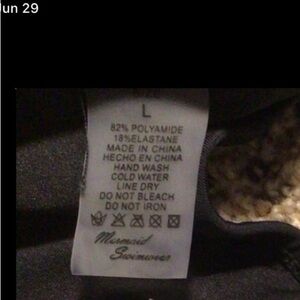 Jun 29
L
82% POLYAMIDE
18%ELASTANE
MADE IN CHINA
HECHO EN CHINA
HAND WASH
COLD WATER
LINE DRY
DO NOT BLEACH
DO NOT IRON
Mermaid
Swimwear